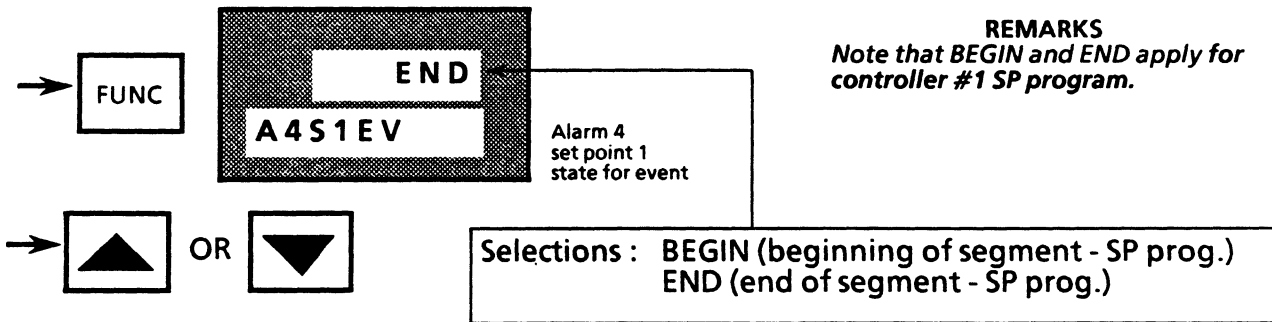 REMARKS
Note that BEGIN and END apply for
controller #1 SP program.
FUNC
END
A4S1EV
Alarm 4
set point 1
state for event
OR
Selections : BEGIN (beginning of segment - SP prog.)
END (end of segment - SP prog.)